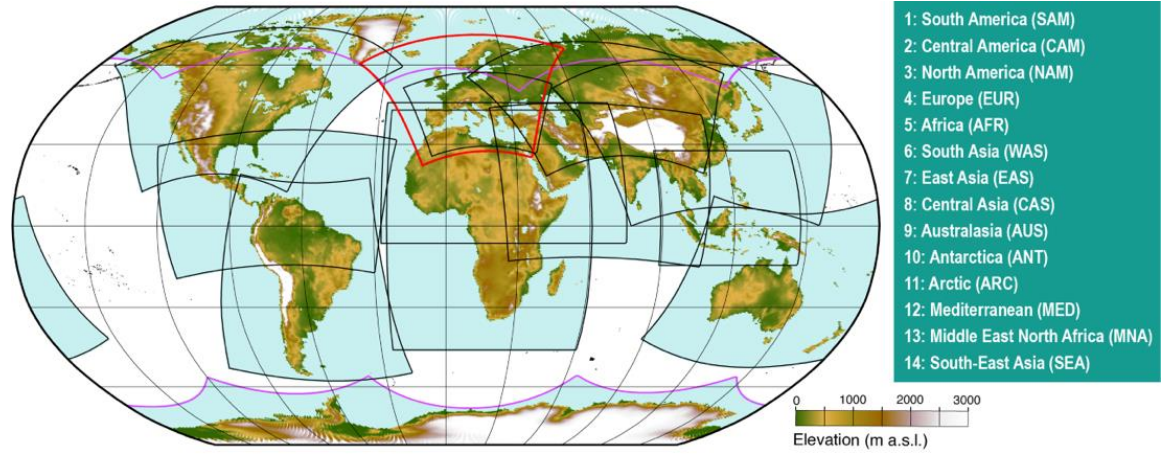 1: South America (SAM)
2: Central America (CAM)
3: North America (NAM)
4: Europe (EUR)
5: Africa (AFR)
6: South Asia (WAS)
7: East Asia (EAS)
8: Central Asia (CAS)
9: Australasia (AUS)
10: Antarctica (ANT)
11: Arctic (ARC)
12: Mediterranean (MED)
13: Middle East North Africa (MNA)
14: South-East Asia (SEA)
0 1000 2000 3000
Elevation (m a.s.l.)